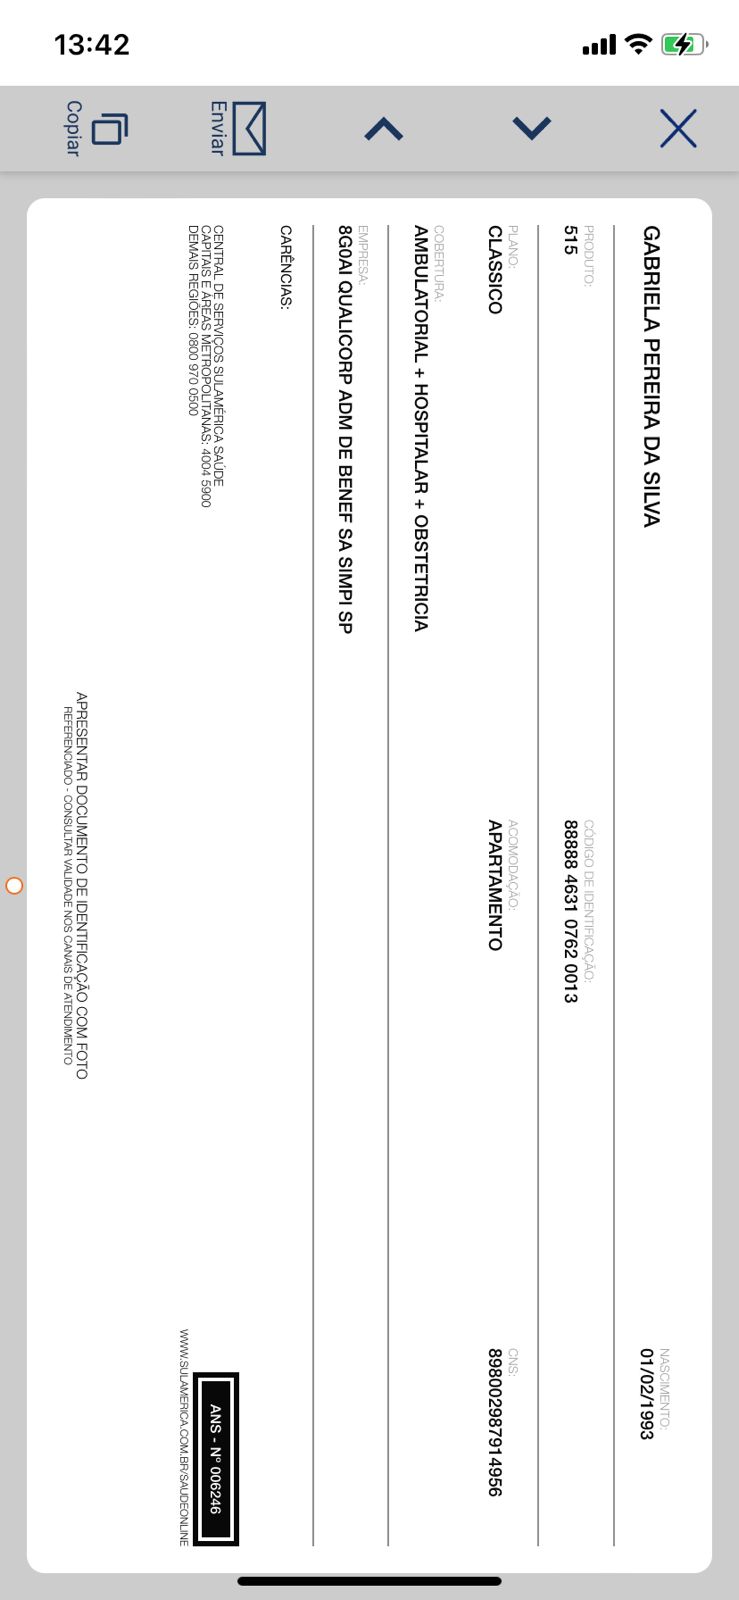 13:42
Copiar
Enviar
GABRIELA PEREIRA DA SILVA
NASCIMENTO:
01/02/1993
PRODUTO:
515
CÓDIGO DE IDENTIFICAÇÃO:
88888 4631 0762 0013
PLANO:
CLASSICO
ACOMODAÇÃO:
APARTAMENTO
CNS:
898002987914956
COBERTURA:
AMBULATORIAL + HOSPITALAR + OBSTETRICIA
EMPRESA:
8G0AI QUALICORP ADM DE BENEF SA SIMPI SP
CARÊNCIAS:
CENTRAL DE SERVIÇOS SULAMÉRICA SAÚDE
CAPITAIS E ÁREAS METROPOLITANAS: 4004 5900
DEMAIS REGIÕES: 0800 970 0500
ANS - Nº 006246
WWW.SULAMERICA.COM.BR/SAUDEONLINE
APRESENTAR DOCUMENTO DE IDENTIFICAÇÃO COM FOTO
REFERENCIADO - CONSULTAR VALIDADE NOS CANAIS DE ATENDIMENTO